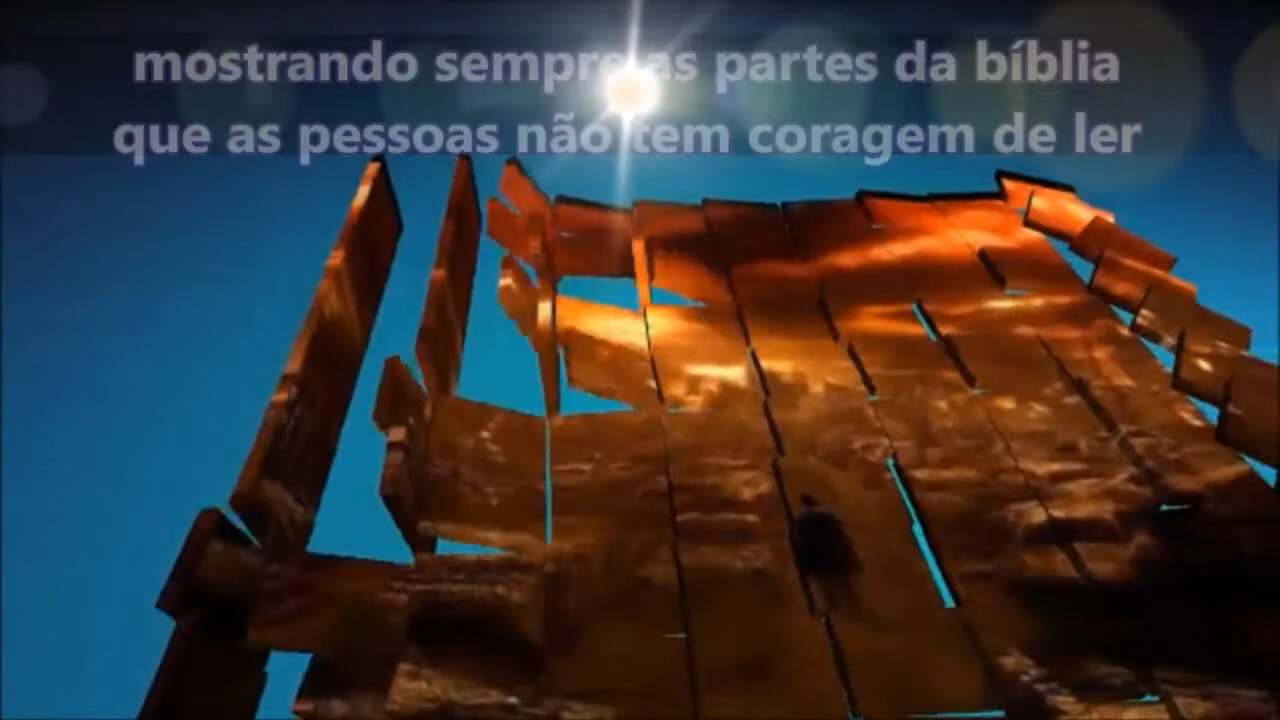 mostrando sempre as partes da bíblia
que as pessoas não tem coragem de ler